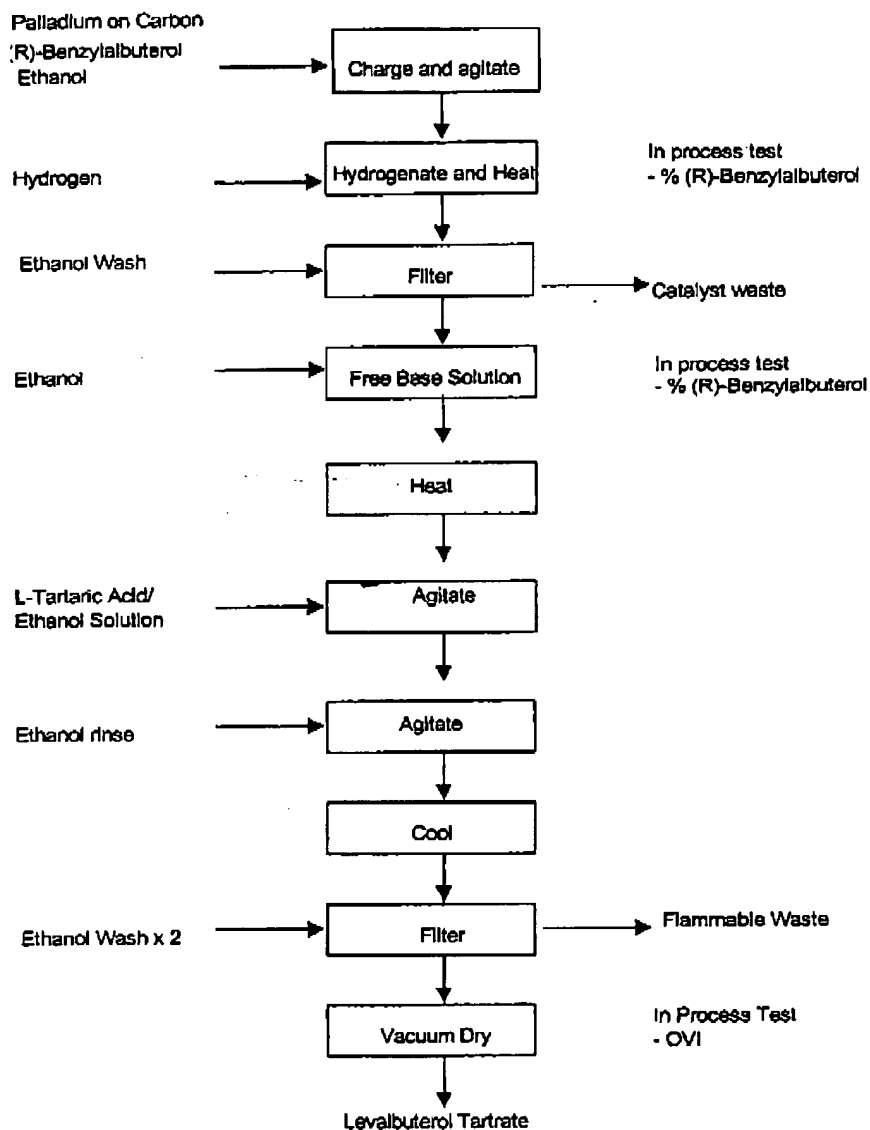 Palladium on Carbon
(R)-Benzylalbuterol
Ethanol
Charge and agitate
Hydrogen
Hydrogenate and Heat
In process test
- % (R)-Benzylalbuterol
Ethanol Wash
Filter
Catalyst waste
Ethanol
Free Base Solution
In process test
- % (R)-Benzylalbuterol
Heat
L-Tartaric Acid/
Ethanol Solution
Agitate
Ethanol rinse
Agitate
Cool
Ethanol Wash x 2
Filter
Flammable Waste
Vacuum Dry
In Process Test
- OVI
Levalbuterol Tartrate